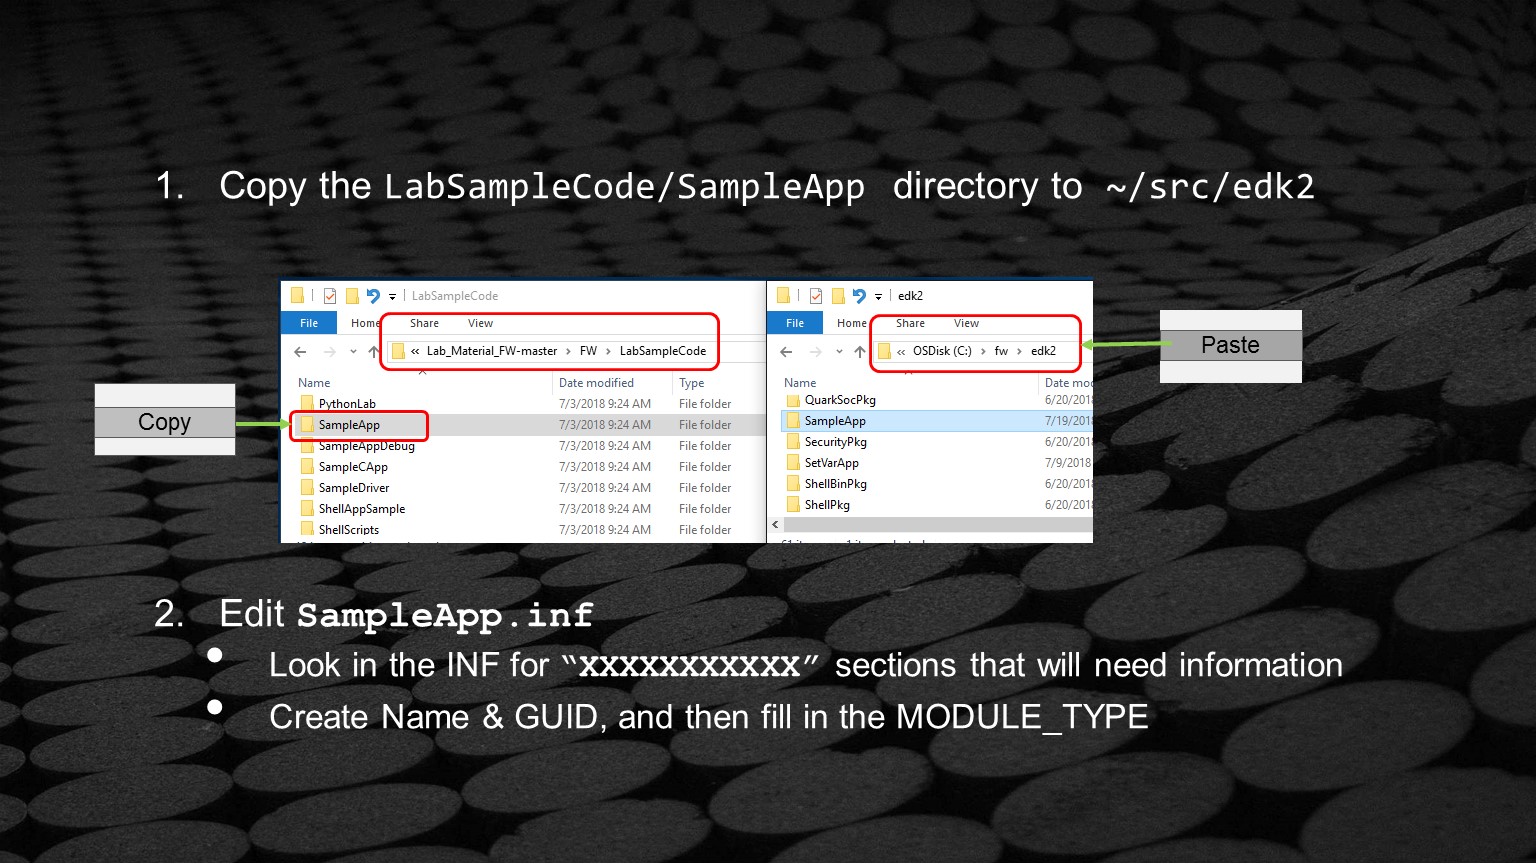 1. Copy the LabSampleCode/SampleApp directory to ~/src/edk2
LabSampleCode
File Home Share View
« Lab_Material_FW-master > FW > LabSampleCode
Name Date modified Type
PythonLab 7/3/2018 9:24 AM File folder
SampleApp 7/3/2018 9:24 AM File folder
SampleAppDebug 7/3/2018 9:24 AM File folder
SampleCApp 7/3/2018 9:24 AM File folder
SampleDriver 7/3/2018 9:24 AM File folder
ShellAppSample 7/3/2018 9:24 AM File folder
ShellScripts 7/3/2018 9:24 AM File folder
edk2
File Home Share View
« OSDisk (C:) > fw > edk2
Name Date mo
QuarkSocPkg 6/20/201
SampleApp 7/19/201
SecurityPkg 6/20/201
SetVarApp 7/9/2018
ShellBinPkg 6/20/201
ShellPkg 6/20/201
Copy
Paste
2. Edit SampleApp.inf
• Look in the INF for “XXXXXXXXXXX” sections that will need information
• Create Name & GUID, and then fill in the MODULE_TYPE